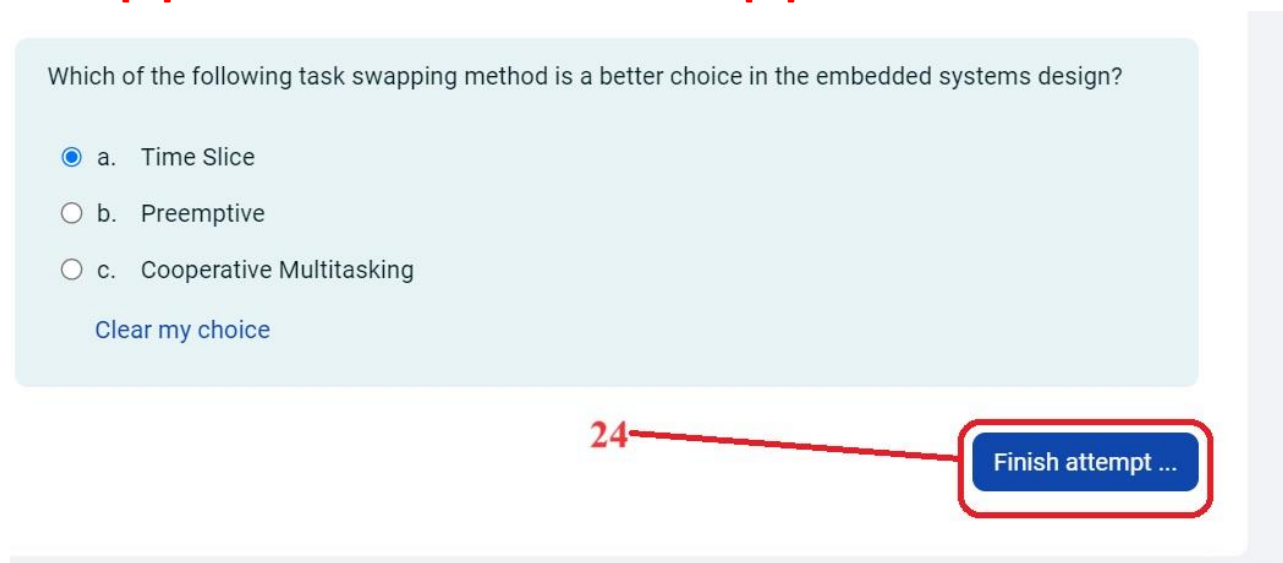 Which of the following task swapping method is a better choice in the embedded systems design?
a. Time Slice
b. Preemptive
c. Cooperative Multitasking
Clear my choice
24
Finish attempt ...